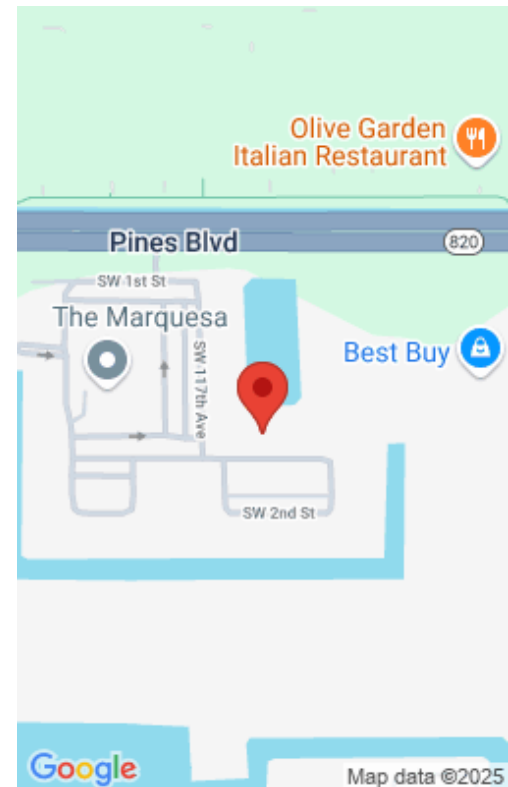 Olive Garden
Italian Restaurant
Pines Blvd
820
SW 1st St
The Marquesa
Best Buy
SW 117th Ave
SW 2nd St
Google
Map data ©2025